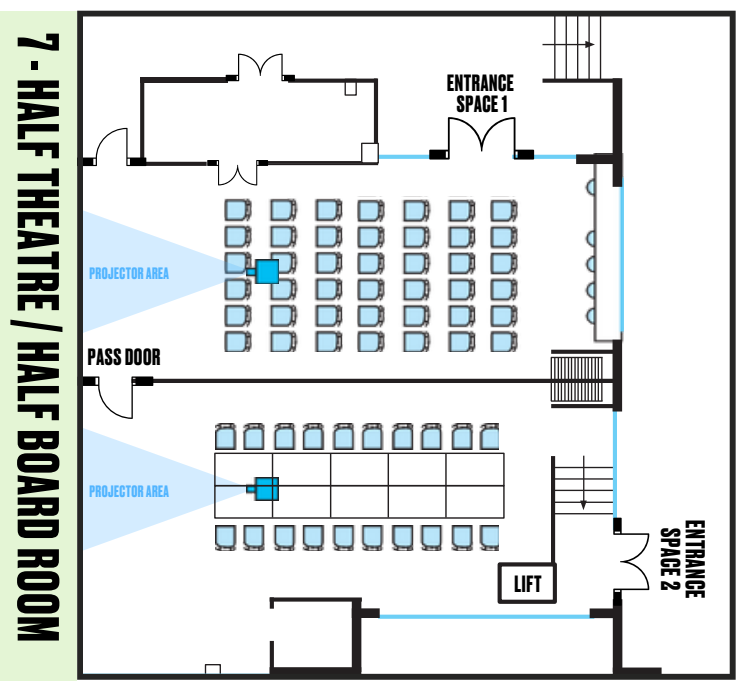 7 - HALF THEATRE / HALF BOARD ROOM
ENTRANCE
SPACE 1
PROJECTOR AREA
PASS DOOR
PROJECTOR AREA
ENTRANCE
SPACE 2
LIFT